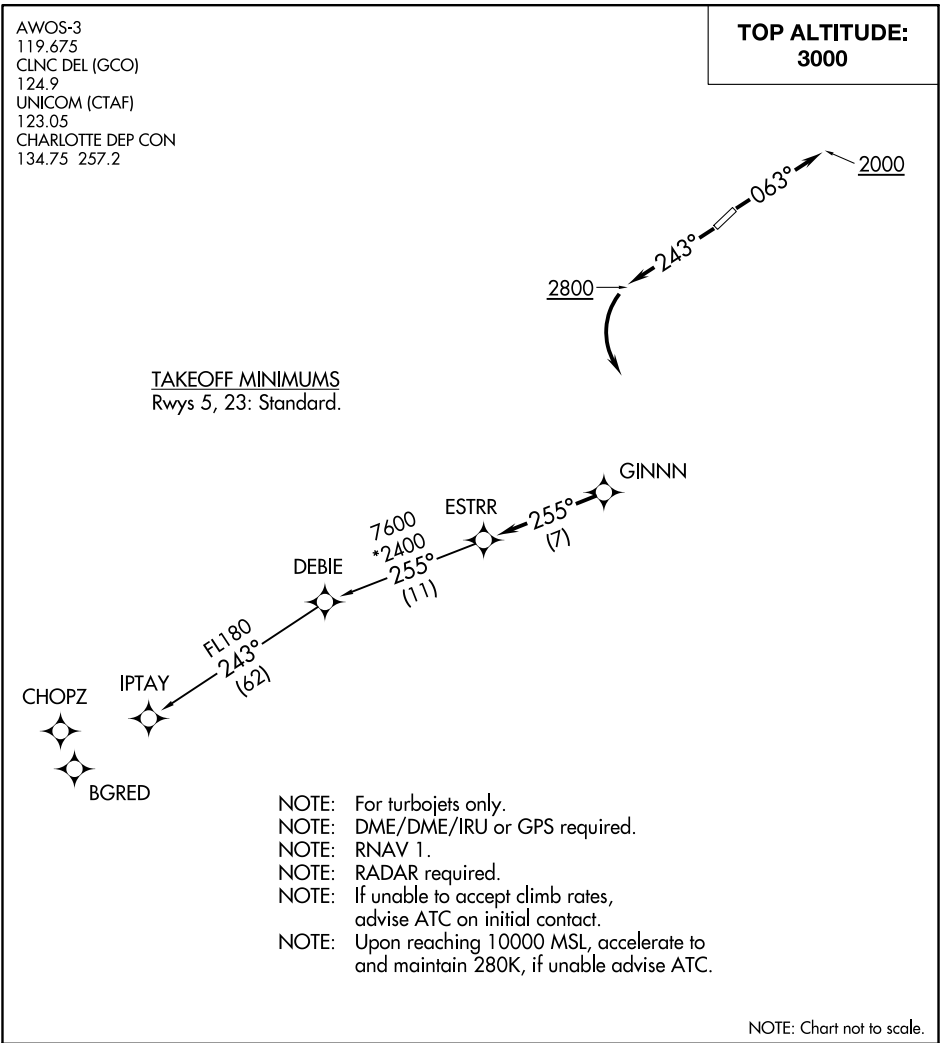 AWOS-3
119.675
CLNC DEL (GCO)
124.9
UNICOM (CTAF)
123.05
CHARLOTTE DEP CON
134.75 257.2
TOP ALTITUDE:
3000
063°
2000
243°
2800
TAKEOFF MINIMUMS
Rwys 5, 23: Standard.
GINNN
255°
(7)
ESTRR
7600
*2400
255°
(11)
DEBIE
FL180
243°
(62)
IPTAY
CHOPZ
BGRED
NOTE: For turbojets only.
NOTE: DME/DME/IRU or GPS required.
NOTE: RNAV 1.
NOTE: RADAR required.
NOTE: If unable to accept climb rates,
advise ATC on initial contact.
NOTE: Upon reaching 10000 MSL, accelerate to
and maintain 280K, if unable advise ATC.
NOTE: Chart not to scale.